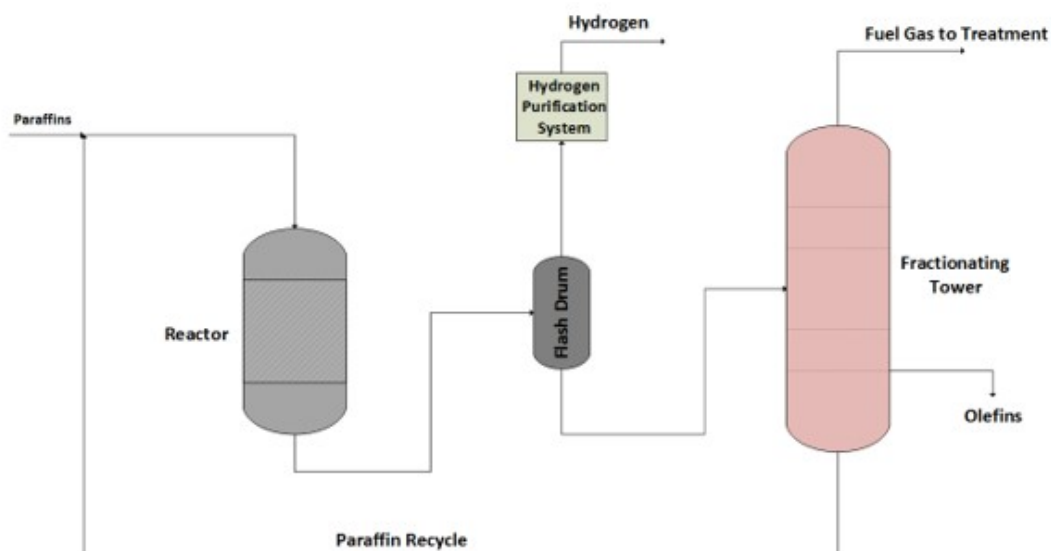 Hydrogen
Fuel Gas to Treatment
Hydrogen
Purification
System
Paraffins
Fractionating
Tower
Flash Drum
Reactor
Olefins
Paraffin Recycle